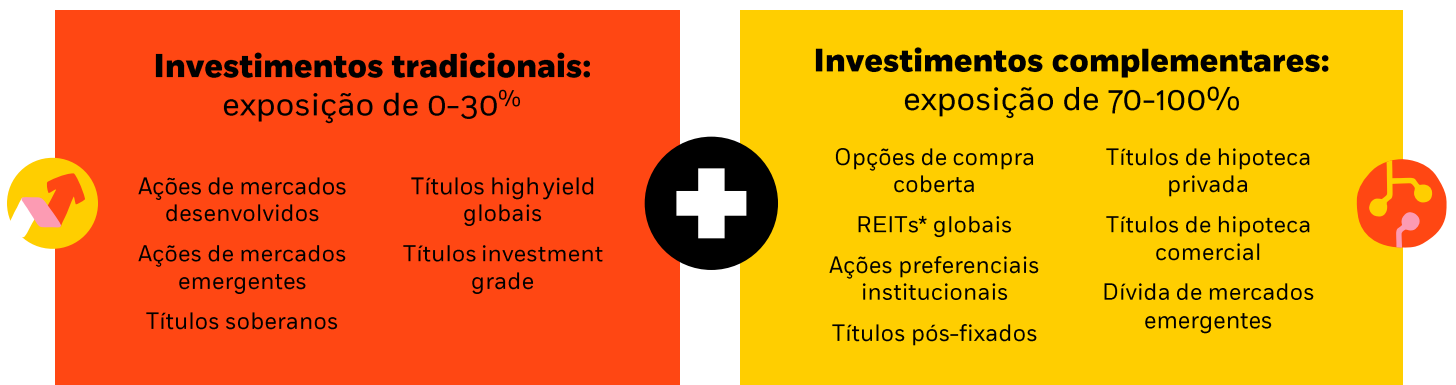 Investimentos tradicionais:
exposição de 0-30%
Ações de mercados
desenvolvidos
Ações de mercados
emergentes
Títulos soberanos
Títulos high yield
globais
Títulos investment
grade
Investimentos complementares:
exposição de 70-100%
Opções de compra
coberta
REITs* globais
Ações preferenciais
institucionais
Títulos pós-fixados
Títulos de hipoteca
privada
Títulos de hipoteca
comercial
Dívida de mercados
emergentes